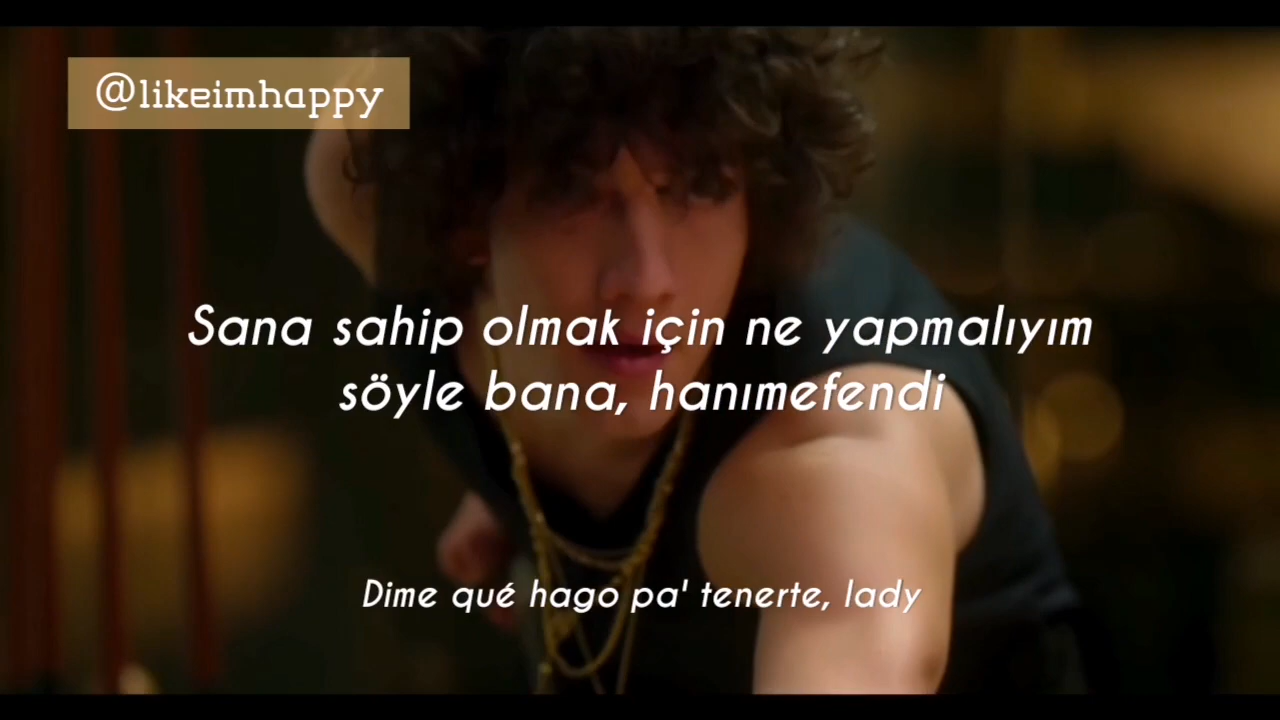 @likeimhappy
Sana sahip olmak için ne yapmalıyım
söyle bana, hanımefendi
Dime qué hago pa' tenerte, lady